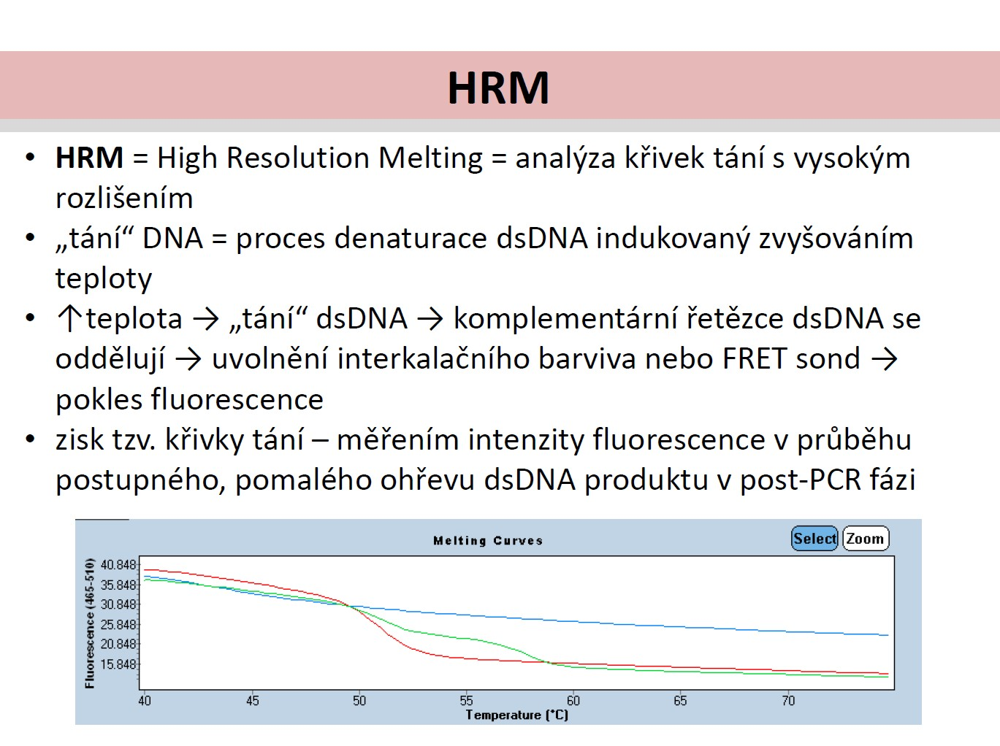 HRM
• HRM = High Resolution Melting = analýza křivek tání s vysokým
rozlišením
• „tání“ DNA = proces denaturace dsDNA indukovaný zvyšováním
teploty
• ↑teplota → „tání“ dsDNA → komplementární řetězce dsDNA se
oddělují → uvolnění interkalačního barviva nebo FRET sond →
pokles fluorescence
• zisk tzv. křivky tání – měřením intenzity fluorescence v průběhu
postupného, pomalého ohřevu dsDNA produktu v post-PCR fázi
Melting Curves
Select Zoom
Fluorescence (465-510)
40.848
35.848
30.848
25.848
20.848
15.848
40 45 50 55 60 65 70
Temperature (°C)